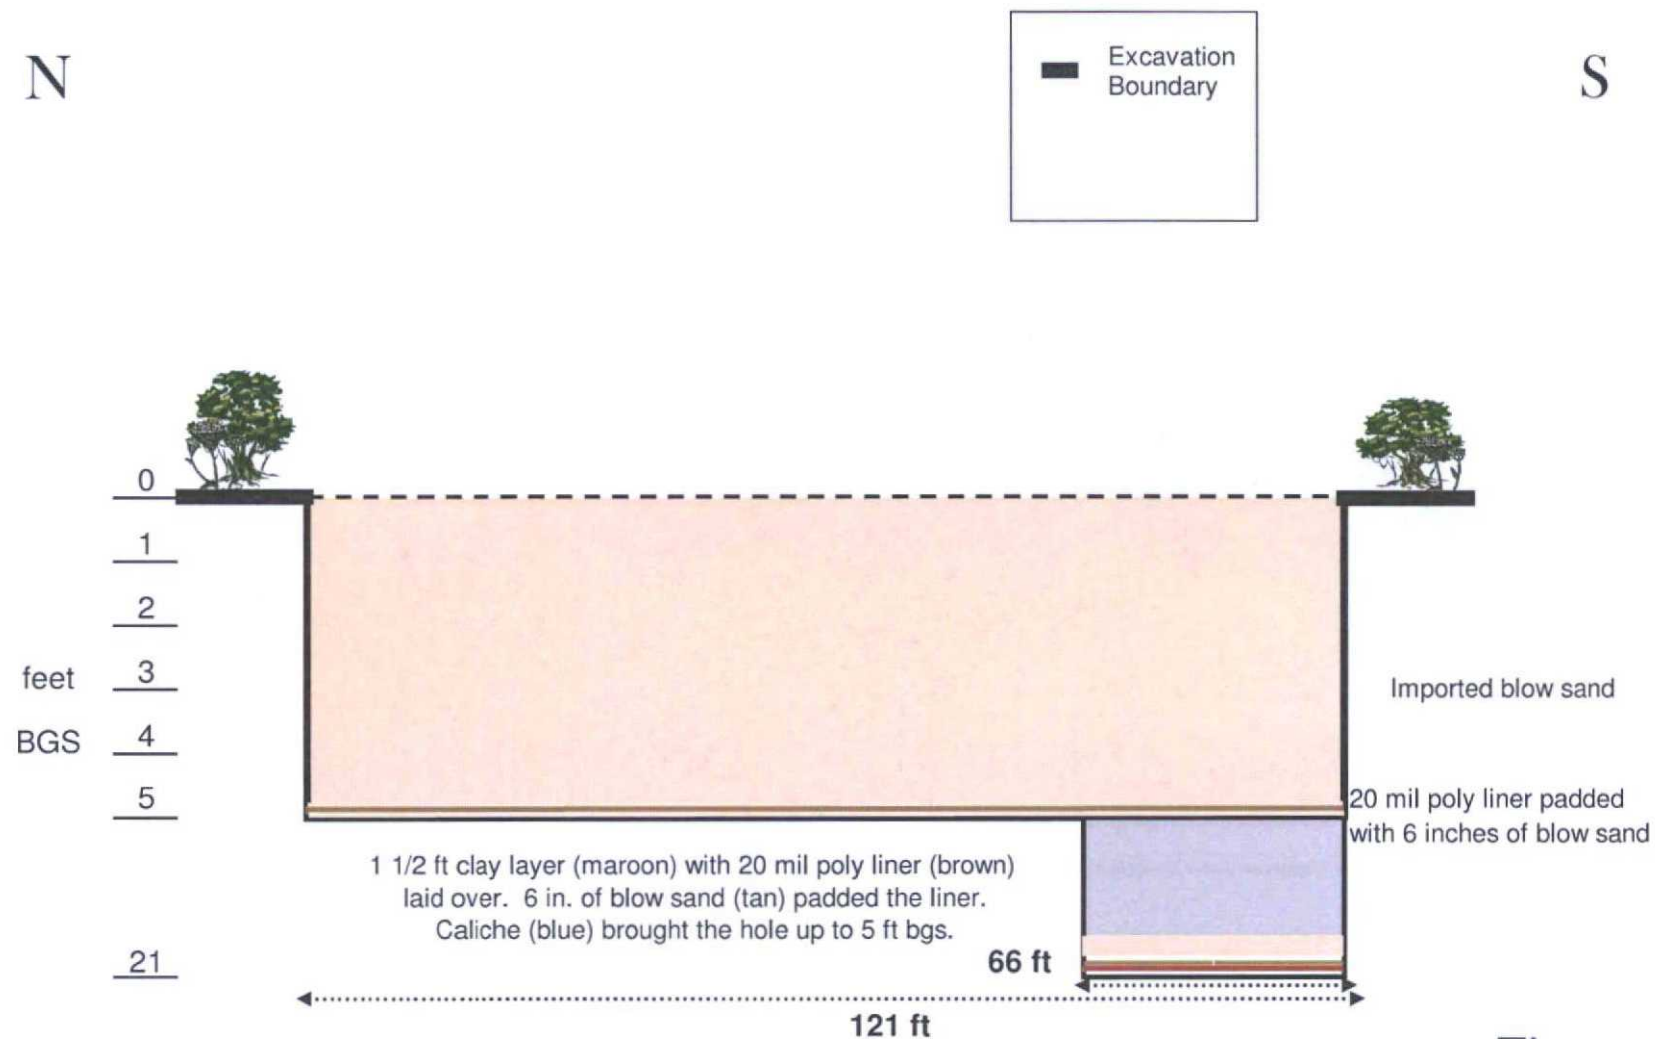 N
Excavation
Boundary
S
0
1
2
feet
3
BGS
4
5
21
Imported blow sand
20 mil poly liner padded
with 6 inches of blow sand
1 1/2 ft clay layer (maroon) with 20 mil poly liner (brown)
laid over. 6 in. of blow sand (tan) padded the liner.
Caliche (blue) brought the hole up to 5 ft bgs.
66 ft
121 ft